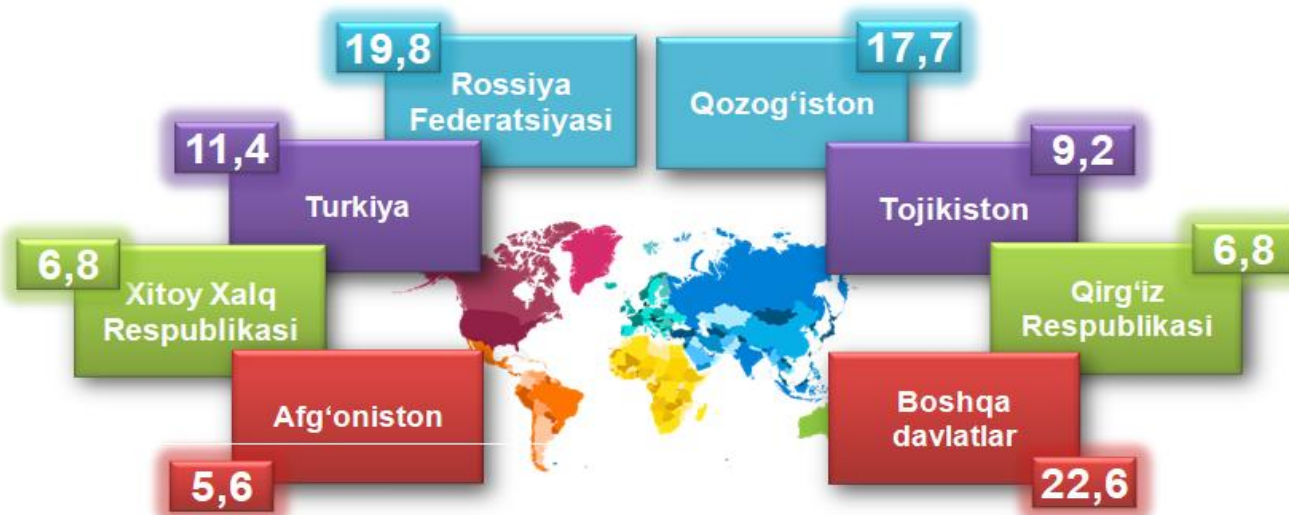 19,8
Rossiya
Federatsiyasi
17,7
Qozog‘iston
11,4
Turkiya
9,2
Tojikiston
6,8
Xitoy Xalq
Respublikasi
6,8
Qirg‘iz
Respublikasi
Afg‘oniston
5,6
Boshqa
davlatlar
22,6